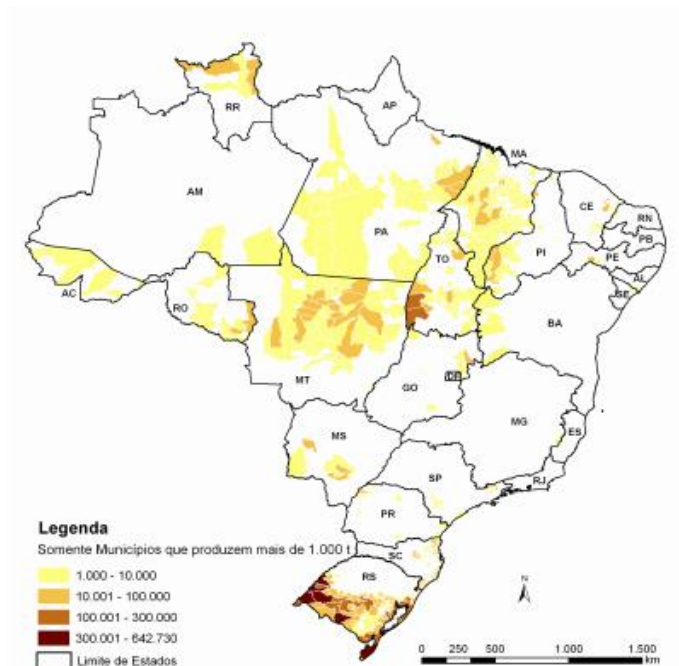 RR
AP
AM
PA
MA
CE
RN
PB
PE
AL
SE
PI
TO
AC
RO
BA
MT
GO
DF
MG
ES
MS
SP
RJ
PR
SC
RS
Legenda
Somente Municípios que produzem mais de 1.000 t
1.000 - 10.000
10.001 - 100.000
100.001 - 300.000
300.001 - 642.730
Limite de Estados
N
0 250 500 1.000 1.500
km